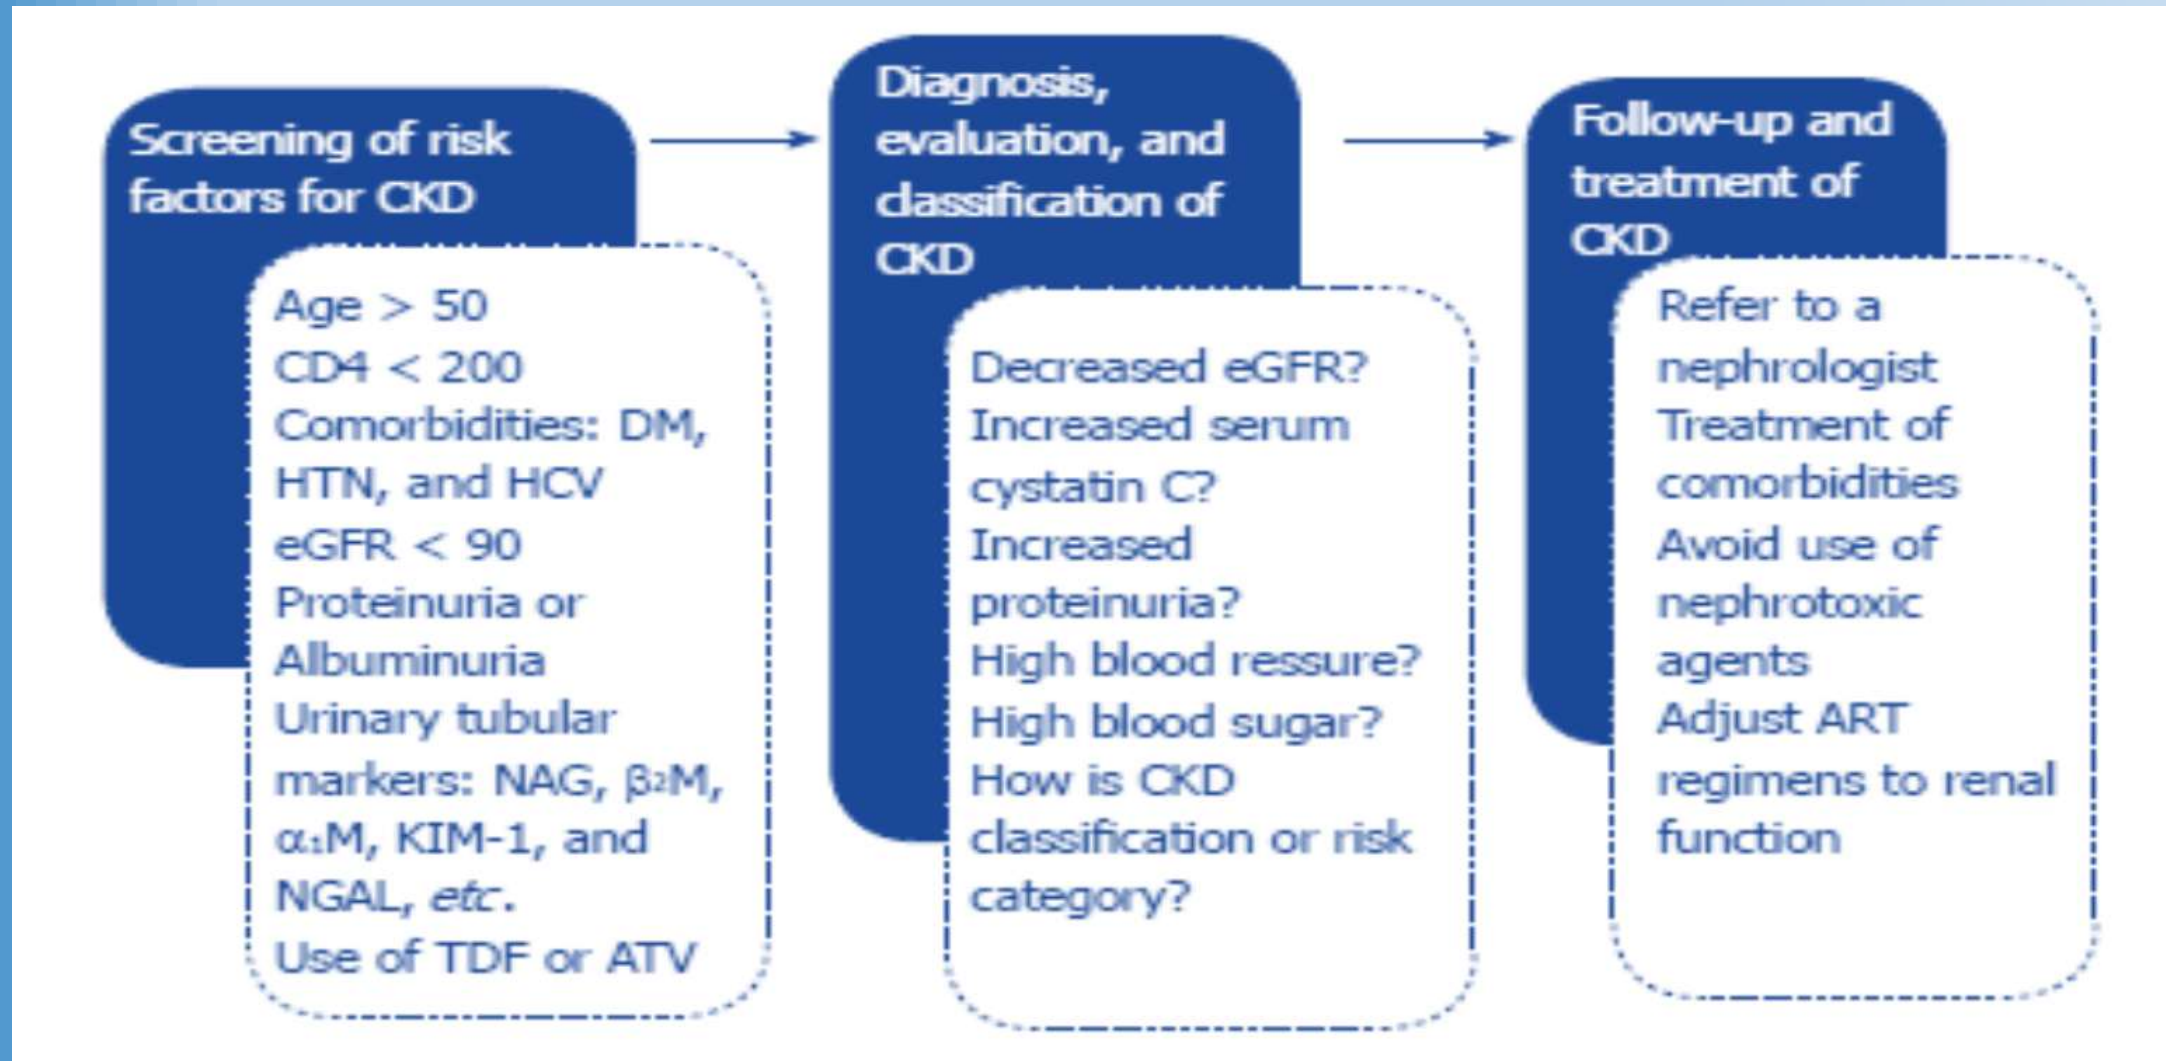 Screening of risk
factors for CKD
Age > 50
CD4 < 200
Comorbidities: DM,
HTN, and HCV
eGFR < 90
Proteinuria or
Albuminuria
Urinary tubular
markers: NAG, β2M,
α1M, KIM-1, and
NGAL, etc.
Use of TDF or ATV
Diagnosis,
evaluation, and
classification of
CKD
Decreased eGFR?
Increased serum
cystatin C?
Increased
proteinuria?
High blood ressure?
High blood sugar?
How is CKD
classification or risk
category?
Follow-up and
treatment of
CKD
Refer to a
nephrologist
Treatment of
comorbidities
Avoid use of
nephrotoxic
agents
Adjust ART
regimens to renal
function